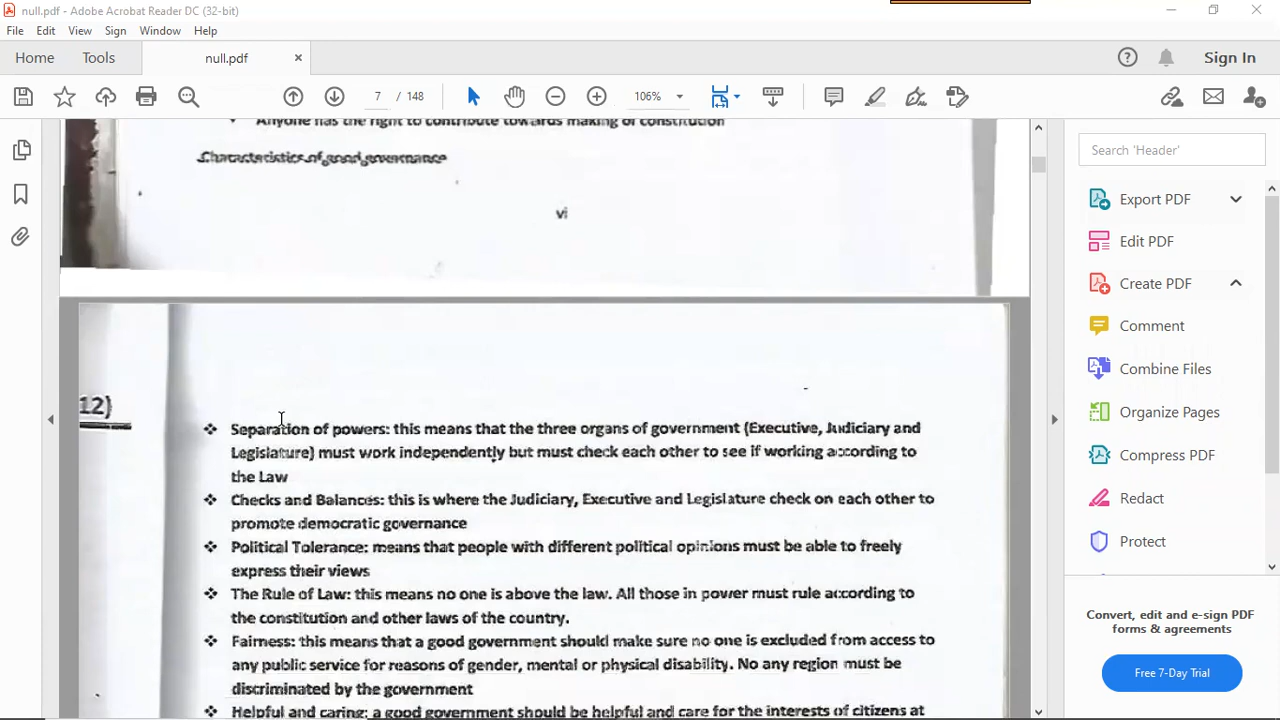 null.pdf - Adobe Acrobat Reader DC (32-bit)
File Edit View Sign Window Help
Home Tools null.pdf × Sign In
7 / 148 106%
Anyone has the right to contribute towards making of constitution
Characteristics of good governance
vi
12)
❖ Separation of powers: this means that the three organs of government (Executive, Judiciary and
Legislature) must work independently but must check each other to see if working according to
the Law
❖ Checks and Balances: this is where the Judiciary, Executive and Legislature check on each other to
promote democratic governance
❖ Political Tolerance: means that people with different political opinions must be able to freely
express their views
❖ The Rule of Law: this means no one is above the law. All those in power must rule according to
the constitution and other laws of the country.
❖ Fairness: this means that a good government should make sure no one is excluded from access to
any public service for reasons of gender, mental or physical disability. No any region must be
discriminated by the government
❖ Helpful and caring: a good government should be helpful and care for the interests of citizens at
Search 'Header'
Export PDF
Edit PDF
Create PDF
Comment
Combine Files
Organize Pages
Compress PDF
Redact
Protect
Convert, edit and e-sign PDF
forms & agreements
Free 7-Day Trial